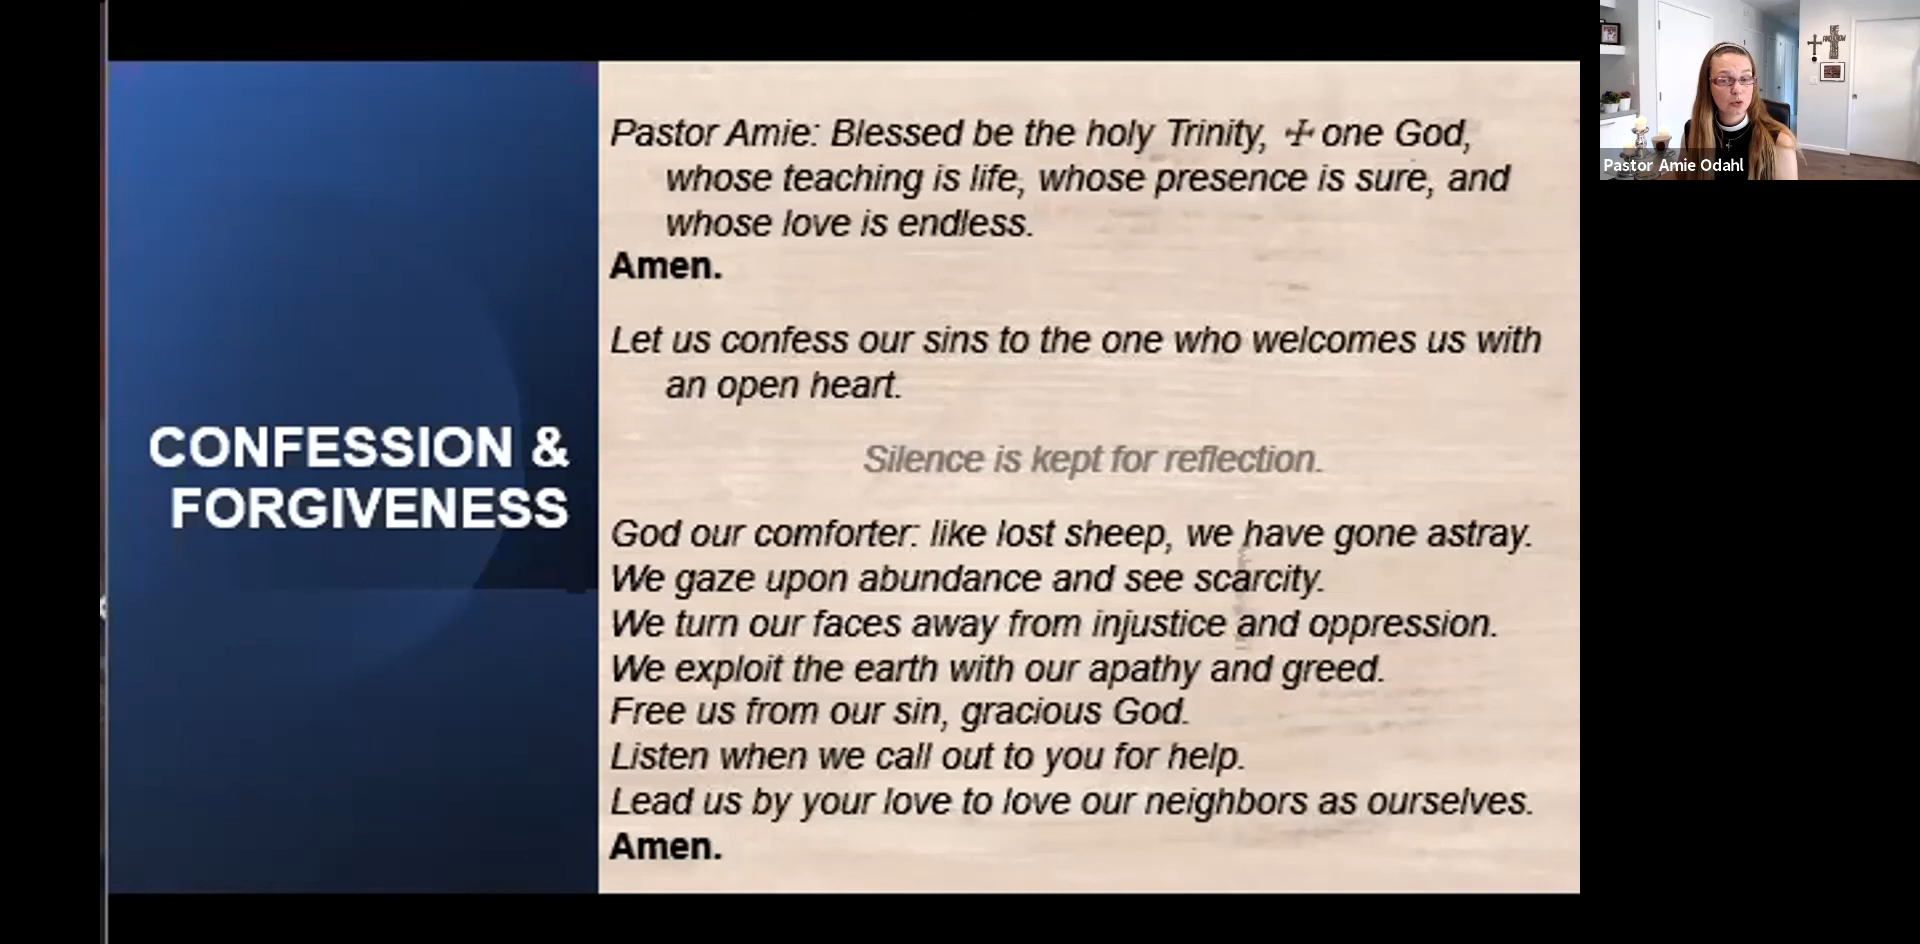 CONFESSION &
FORGIVENESS
Pastor Amie: Blessed be the holy Trinity, ☩ one God,
whose teaching is life, whose presence is sure, and
whose love is endless.
Amen.
Let us confess our sins to the one who welcomes us with
an open heart.
Silence is kept for reflection.
God our comforter: like lost sheep, we have gone astray.
We gaze upon abundance and see scarcity.
We turn our faces away from injustice and oppression.
We exploit the earth with our apathy and greed.
Free us from our sin, gracious God.
Listen when we call out to you for help.
Lead us by your love to love our neighbors as ourselves.
Amen.
Pastor Amie Odahl